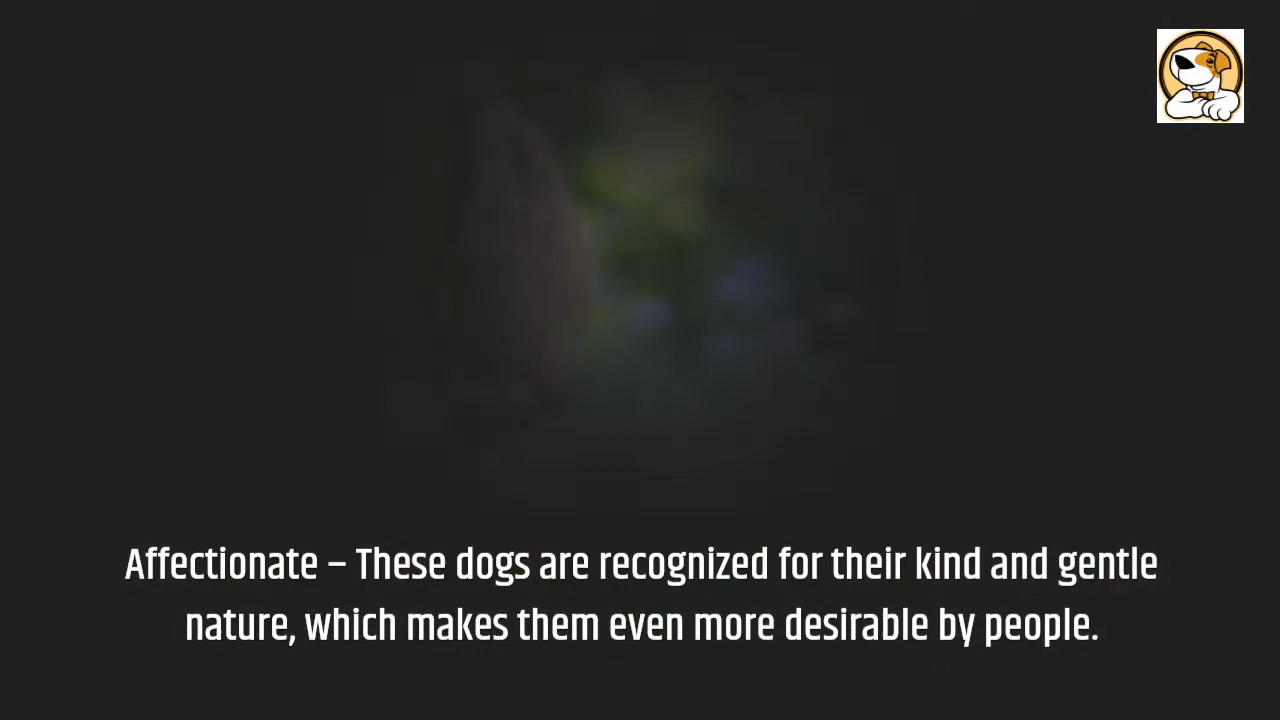 Affectionate – These dogs are recognized for their kind and gentle
nature, which makes them even more desirable by people.